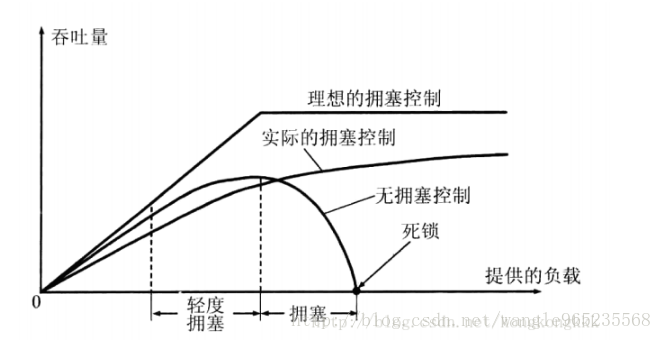 吞吐量
理想的拥塞控制
实际的拥塞控制
无拥塞控制
死锁
提供的负载
0
轻度
拥塞
拥塞
http://blog.csdn.net/wangle965235568